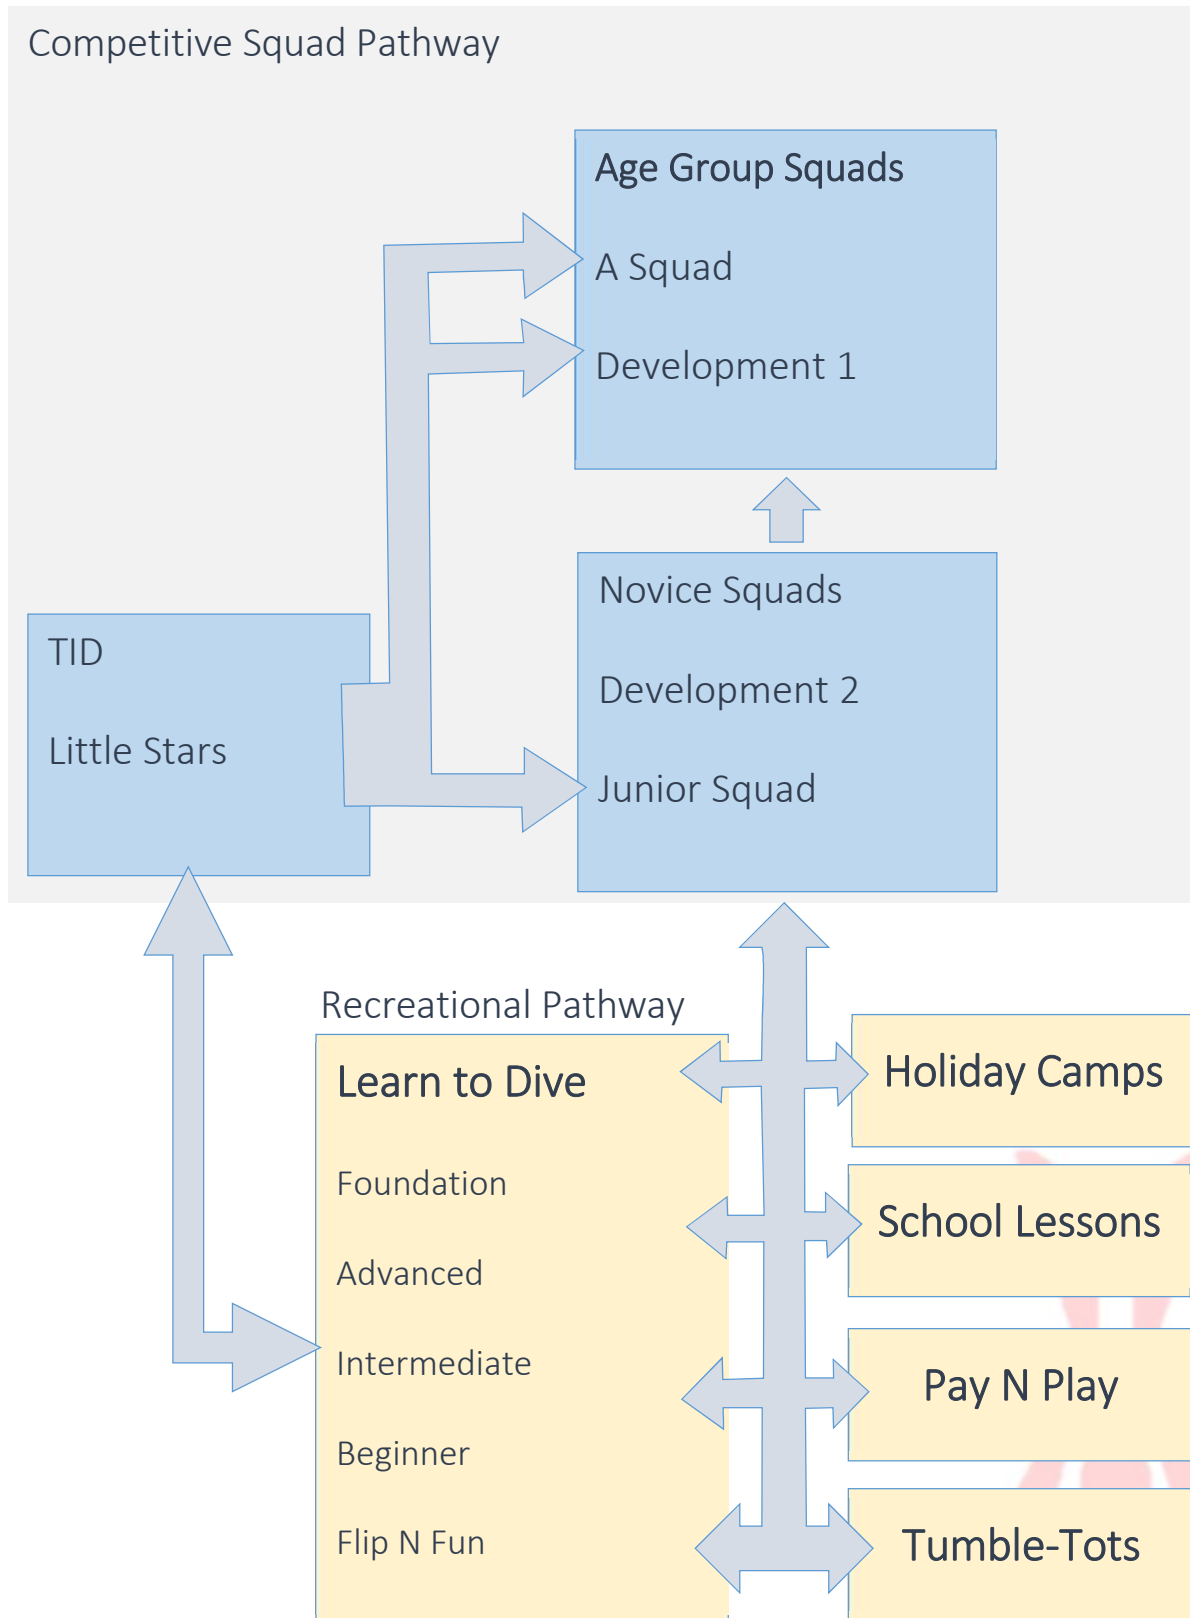 Competitive Squad Pathway
Age Group Squads
A Squad
Development 1
Novice Squads
Development 2
Junior Squad
TID
Little Stars
Recreational Pathway
Learn to Dive
Foundation
Advanced
Intermediate
Beginner
Flip N Fun
Holiday Camps
School Lessons
Pay N Play
Tumble-Tots